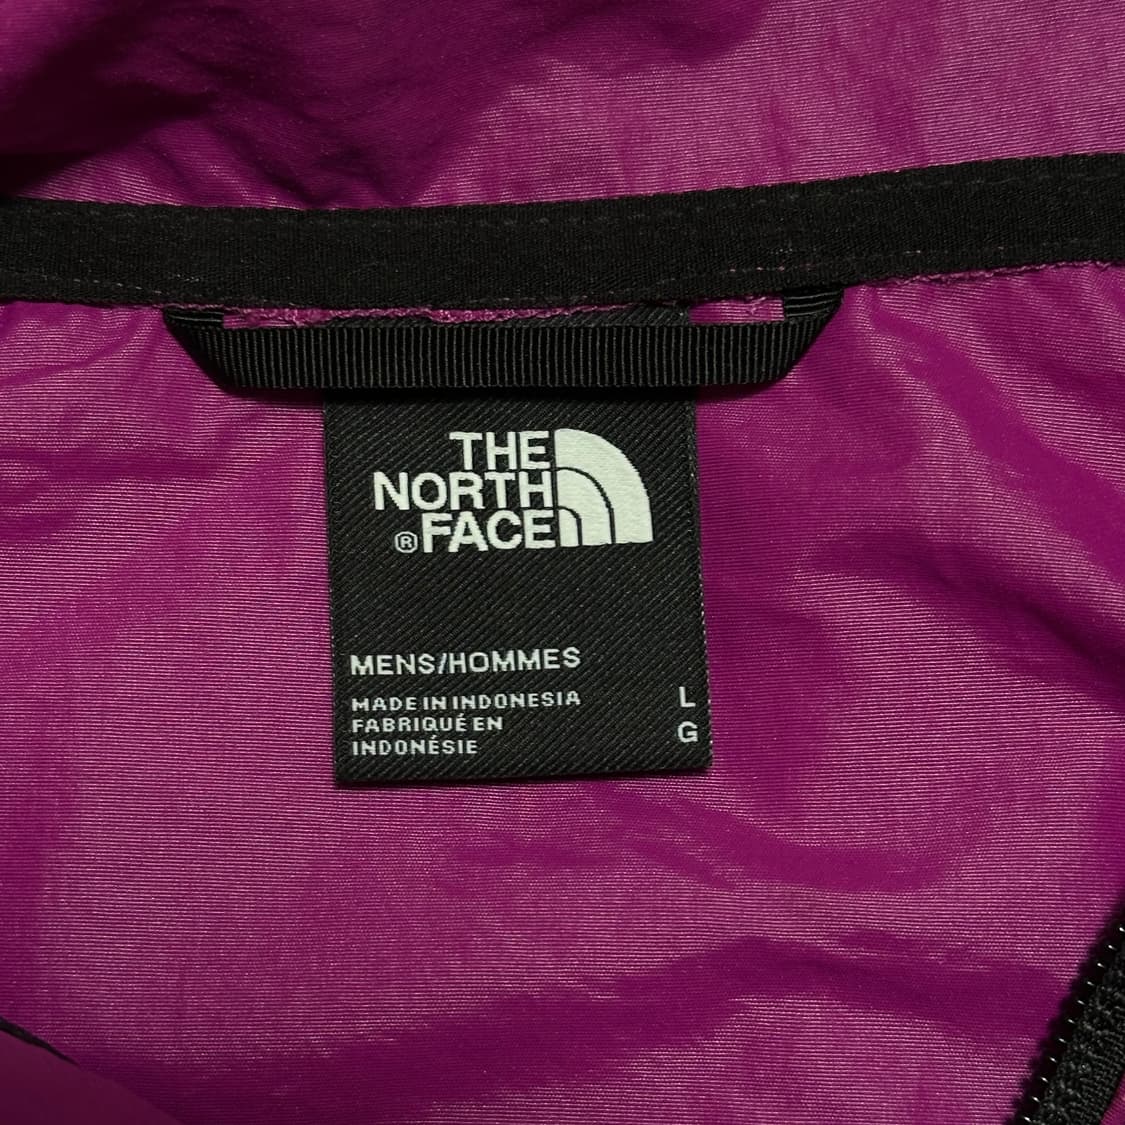 THE
NORTH
®FACE
MENS/HOMMES
MADE IN INDONESIA
FABRIQUÉ EN
INDONÉSIE
L
G